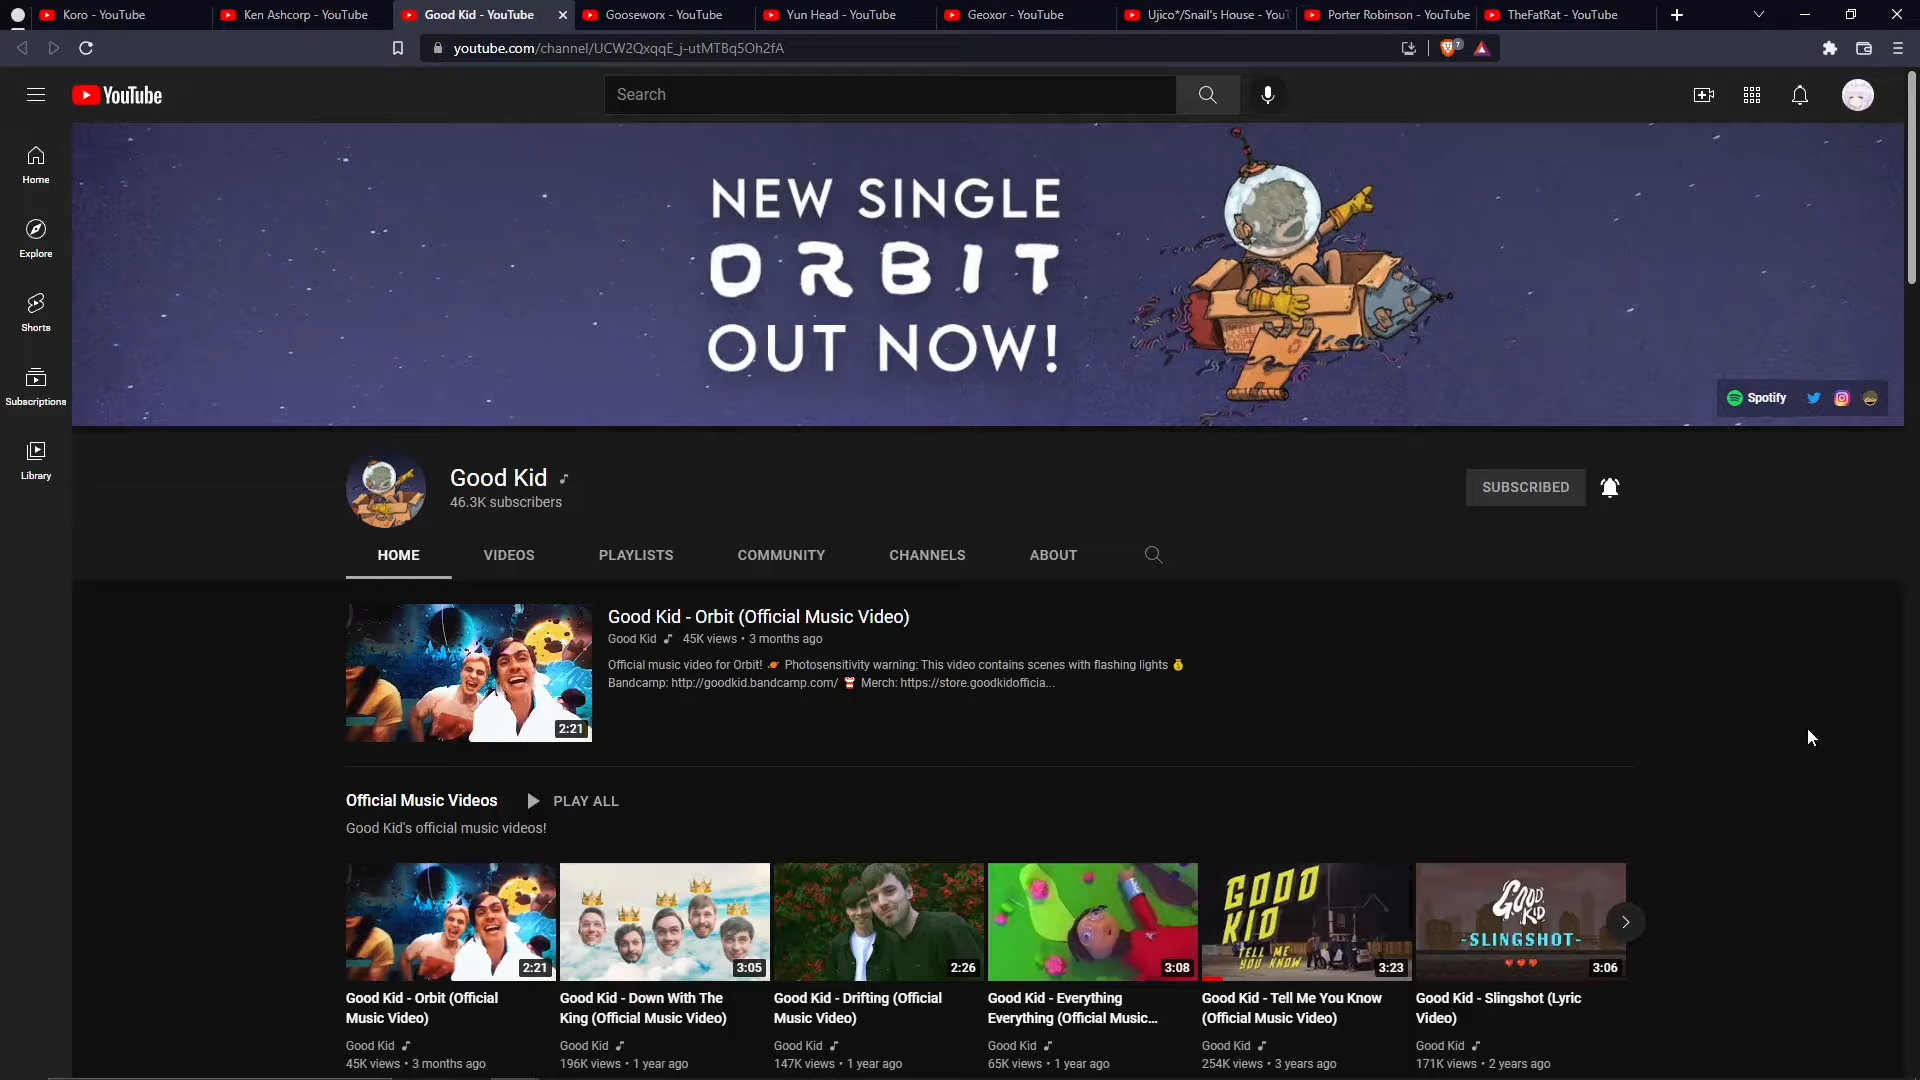 Koro - YouTube
Ken Ashcorp - YouTube
Good Kid - YouTube
Gooseworx - YouTube
Yun Head - YouTube
Geoxor - YouTube
Ujico*/Snail's House - YouT
Porter Robinson - YouTube
TheFatRat - YouTube
youtube.com/channel/UCW2QxqqE_j-utMTBq5Oh2fA
7
YouTube
Search
Home
Explore
Shorts
Subscriptions
Library
NEW SINGLE
ORBIT
OUT NOW!
Spotify
Good Kid
46.3K subscribers
SUBSCRIBED
HOME
VIDEOS
PLAYLISTS
COMMUNITY
CHANNELS
ABOUT
2:21
Good Kid - Orbit (Official Music Video)
Good Kid 45K views • 3 months ago
Official music video for Orbit! 🪐 Photosensitivity warning: This video contains scenes with flashing lights 💰
Bandcamp: http://goodkid.bandcamp.com/ Merch: https://store.goodkidofficia...
Official Music Videos
PLAY ALL
Good Kid's official music videos!
2:21
3:05
2:26
3:08
GOOD
KID
TELL ME
YOU KNOW
3:23
GOOD
KID
-SLINGSHOT-
3:06
Good Kid - Orbit (Official
Music Video)
Good Kid
45K views • 3 months ago
Good Kid - Down With The
King (Official Music Video)
Good Kid
196K views • 1 year ago
Good Kid - Drifting (Official
Music Video)
Good Kid
147K views • 1 year ago
Good Kid - Everything
Everything (Official Music...
Good Kid
65K views • 1 year ago
Good Kid - Tell Me You Know
(Official Music Video)
Good Kid
254K views • 3 years ago
Good Kid - Slingshot (Lyric
Video)
Good Kid
171K views • 2 years ago